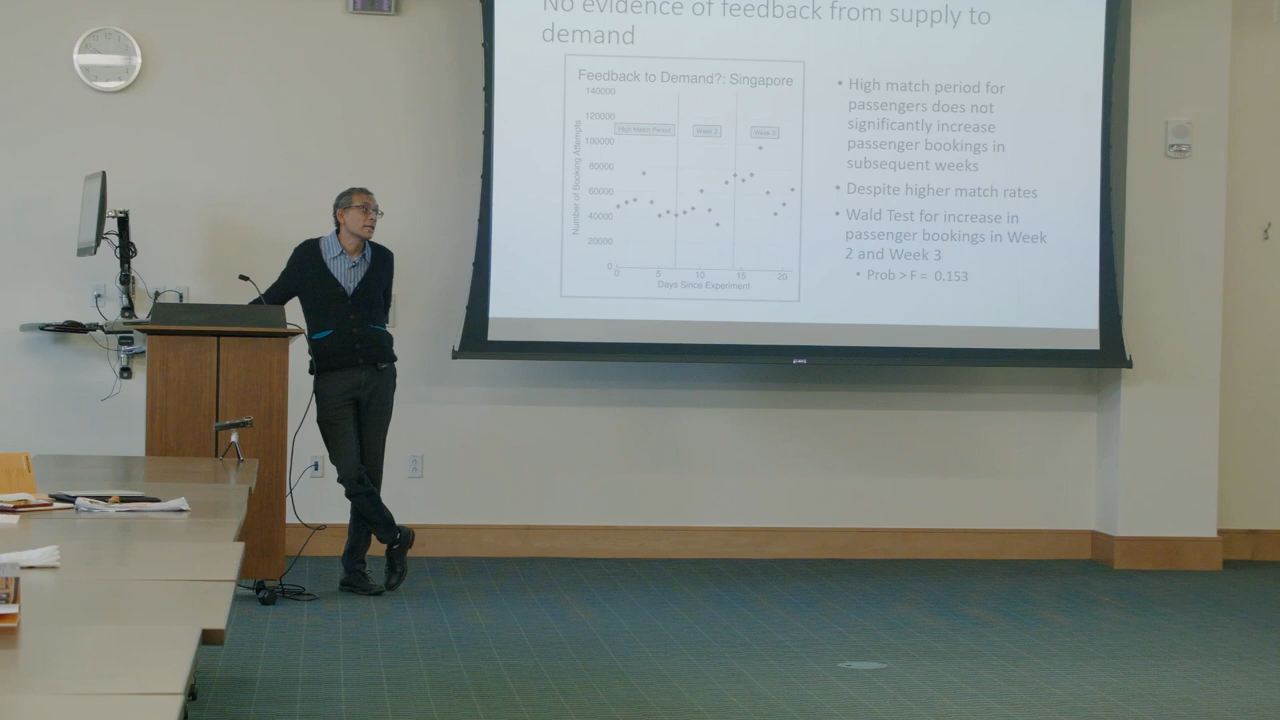 No evidence of feedback from supply to
demand
Feedback to Demand?: Singapore
140000
120000
100000
80000
60000
40000
20000
0
Number of Booking Attempts
High Match Period
Week 2
Week 3
0
5
10
15
20
Days Since Experiment
• High match period for
passengers does not
significantly increase
passenger bookings in
subsequent weeks
• Despite higher match rates
• Wald Test for increase in
passenger bookings in Week
2 and Week 3
• Prob > F = 0.153